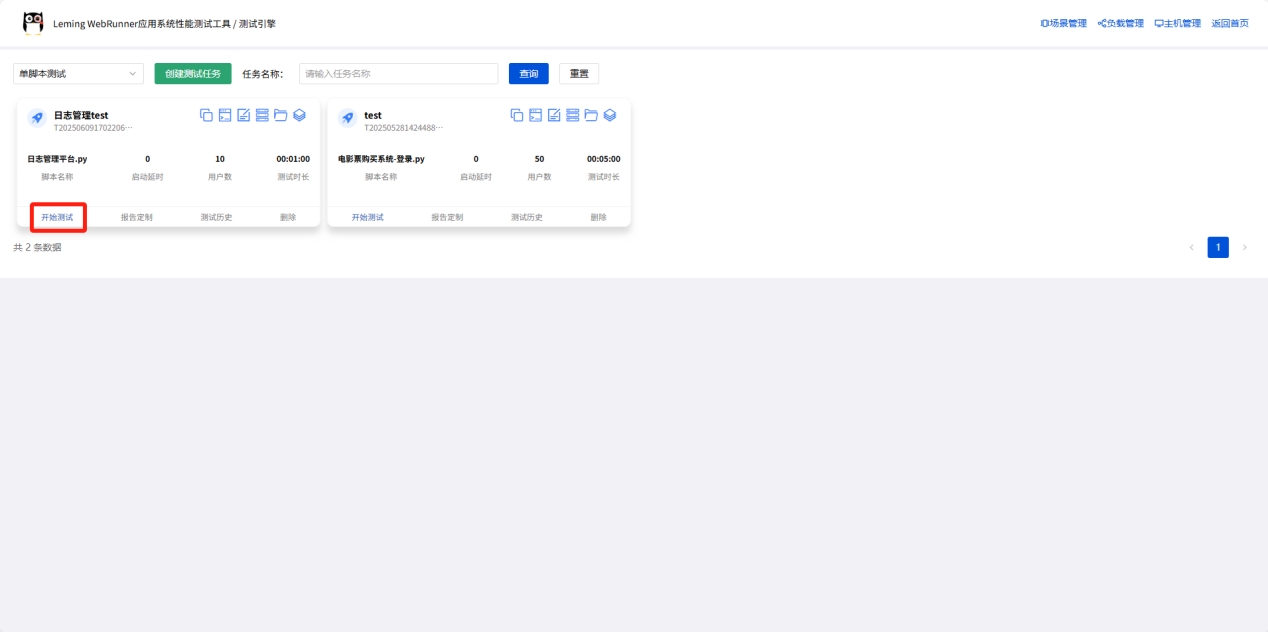 Leming WebRunner应用系统性能测试工具 / 测试引擎 场景管理 负载管理 主机管理 返回首页
单脚本测试 创建测试任务 任务名称： 请输入任务名称 查询 重置
日志管理test
T202506091702206···
日志管理平台.py 0 10 00:01:00
脚本名称 启动延时 用户数 测试时长
开始测试 报告定制 测试历史 删除
test
T202505281424488···
电影票购买系统-登录.py 0 50 00:05:00
脚本名称 启动延时 用户数 测试时长
开始测试 报告定制 测试历史 删除
共 2 条数据 1